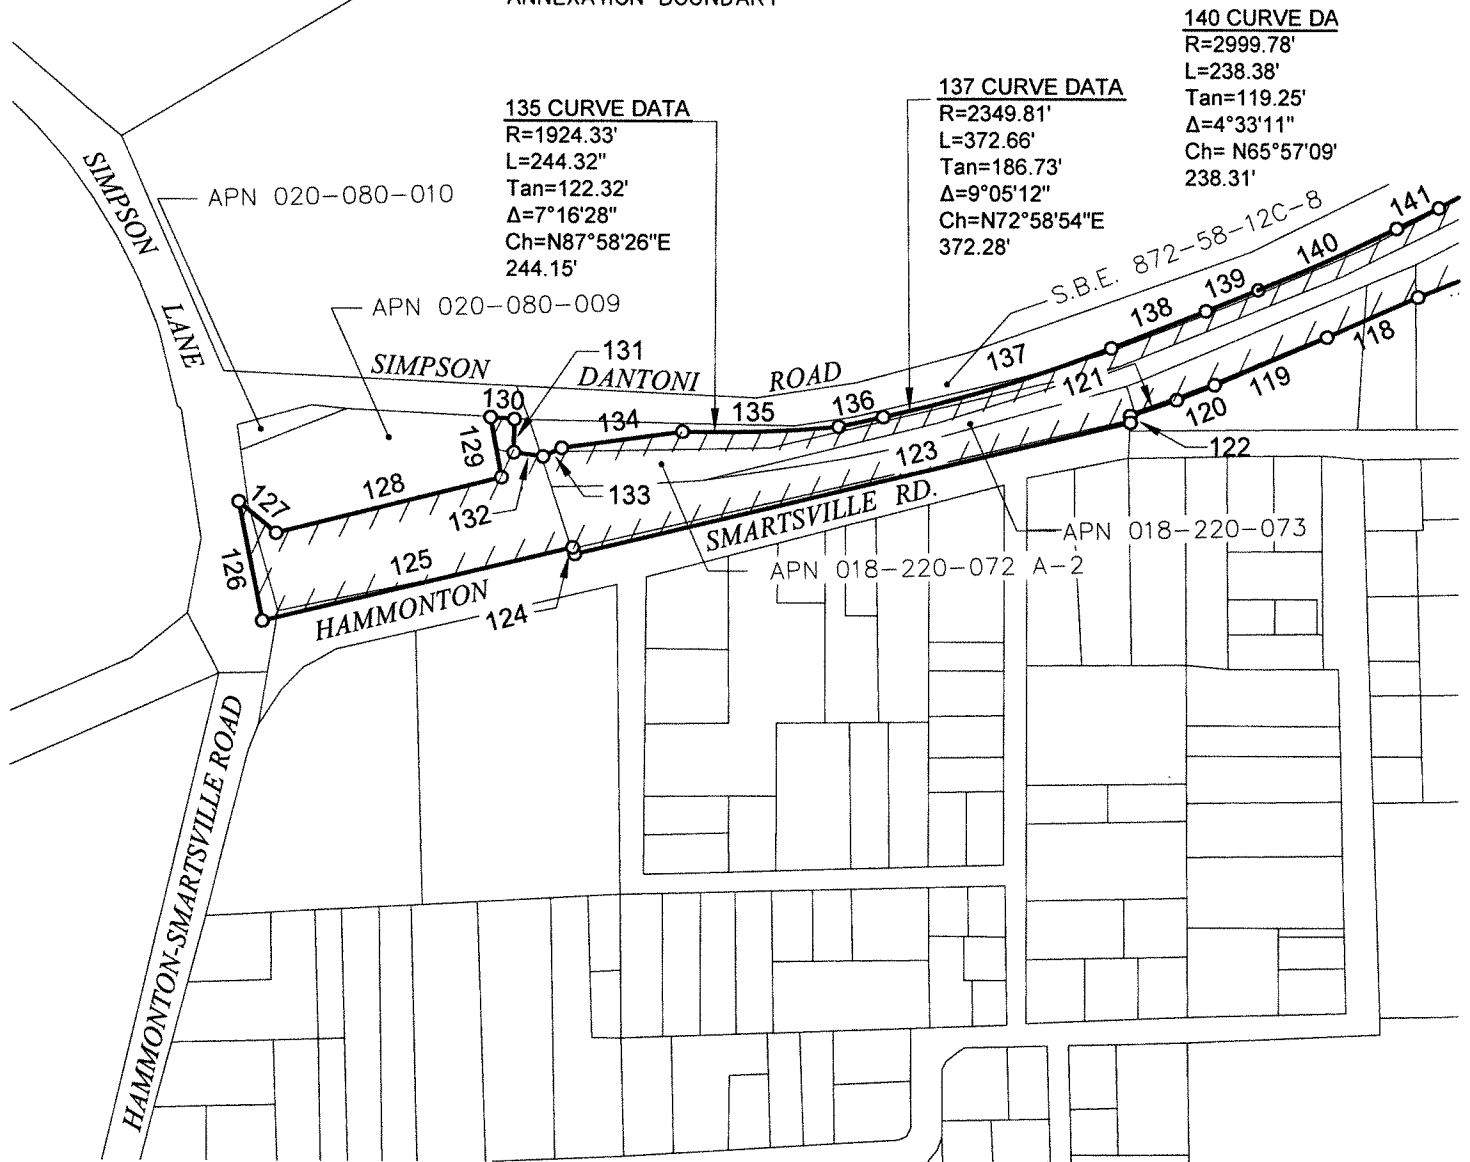 ANNEXATION BOUNDARY
140 CURVE DA
R=2999.78'
L=238.38'
Tan=119.25'
Δ=4°33'11"
Ch= N65°57'09'
238.31'
137 CURVE DATA
R=2349.81'
L=372.66'
Tan=186.73'
Δ=9°05'12"
Ch=N72°58'54"E
372.28'
135 CURVE DATA
R=1924.33'
L=244.32"
Tan=122.32'
Δ=7°16'28"
Ch=N87°58'26"E
244.15'
SIMPSON
LANE
APN 020-080-010
APN 020-080-009
S.B.E. 872-58-12C-8
SIMPSON
DANTONI
ROAD
141
140
139
138
137
136
135
134
131
130
129
128
127
126
125
124
133
132
123
122
121
120
119
118
HAMMONTON
SMARTSVILLE RD.
APN 018-220-073
APN 018-220-072 A-2
HAMMONTON-SMARTSVILLE ROAD